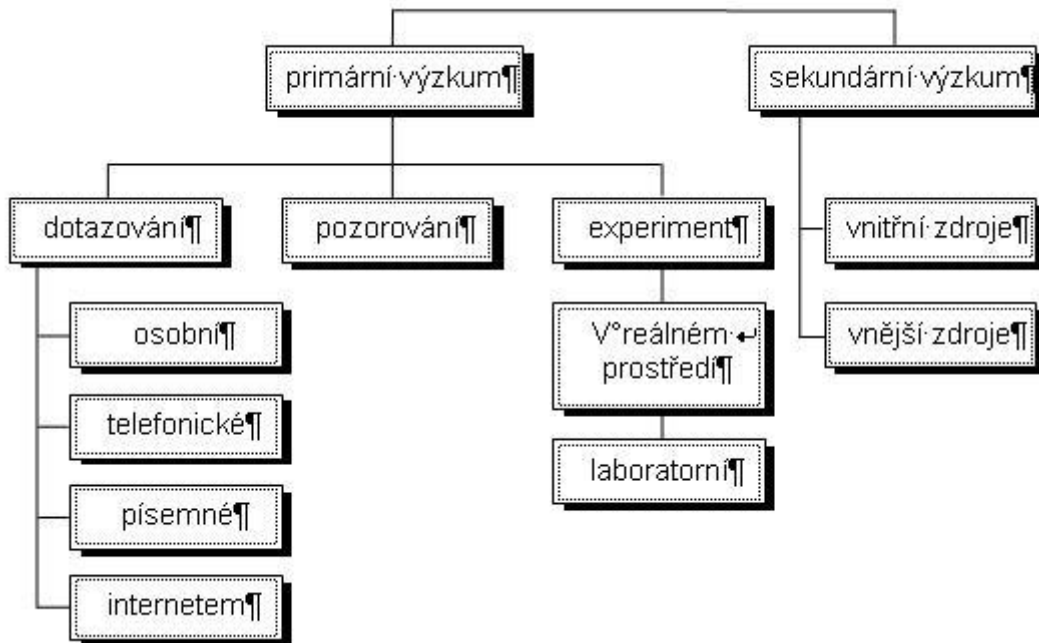 primární·výzkum¶
sekundární·výzkum¶
dotazování¶
pozorování¶
experiment¶
vnitřní·zdroje¶
osobní¶
V°reálném·↵
prostředí¶
vnější·zdroje¶
telefonické¶
laboratorní¶
písemné¶
internetem¶